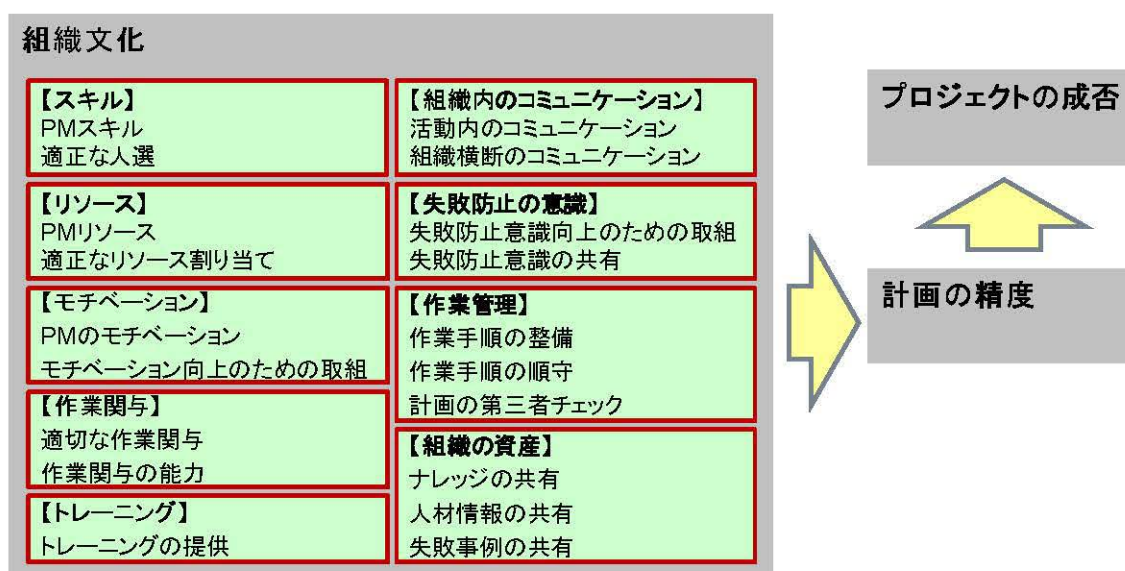 組織文化
【スキル】
PMスキル
適正な人選
【リソース】
PMリソース
適正なリソース割り当て
【モチベーション】
PMのモチベーション
モチベーション向上のための取組
【作業関与】
適切な作業関与
作業関与の能力
【トレーニング】
トレーニングの提供
【組織内のコミュニケーション】
活動内のコミュニケーション
組織横断のコミュニケーション
【失敗防止の意識】
失敗防止意識向上のための取組
失敗防止意識の共有
【作業管理】
作業手順の整備
作業手順の順守
計画の第三者チェック
【組織の資産】
ナレッジの共有
人材情報の共有
失敗事例の共有
プロジェクトの成否
計画の精度